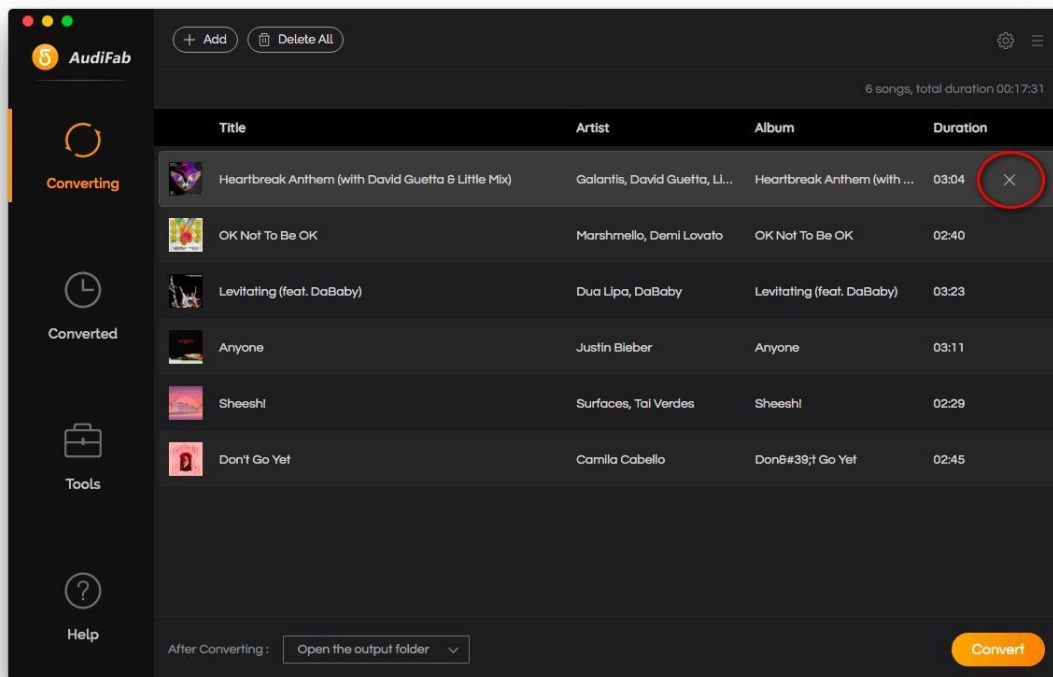 AudiFab
+ Add
Delete All
6 songs, total duration 00:17:31
Title Artist Album Duration
Converting
Heartbreak Anthem (with David Guetta & Little Mix) Galantis, David Guetta, Li... Heartbreak Anthem (with ... 03:04
OK Not To Be OK Marshmello, Demi Lovato OK Not To Be OK 02:40
Levitating (feat. DaBaby) Dua Lipa, DaBaby Levitating (feat. DaBaby) 03:23
Converted
Anyone Justin Bieber Anyone 03:11
Sheesh! Surfaces, Tai Verdes Sheesh! 02:29
Don't Go Yet Camila Cabello Don&#39;t Go Yet 02:45
Tools
Help
After Converting : Open the output folder
Convert